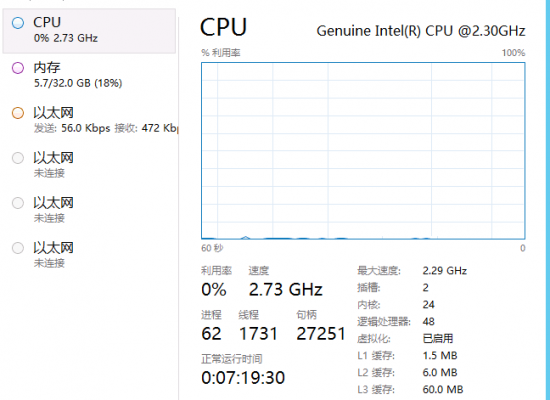 CPU
0% 2.73 GHz
内存
5.7/32.0 GB (18%)
以太网
发送: 56.0 Kbps 接收: 472 Kb
以太网
未连接
以太网
未连接
以太网
未连接
CPU
Genuine Intel(R) CPU @2.30GHz
% 利用率
100%
60 秒
0
利用率
速度
0%
2.73 GHz
进程
线程
句柄
62
1731
27251
正常运行时间
0:07:19:30
最大速度: 2.29 GHz
插槽: 2
内核: 24
逻辑处理器: 48
虚拟化: 已启用
L1 缓存: 1.5 MB
L2 缓存: 6.0 MB
L3 缓存: 60.0 MB